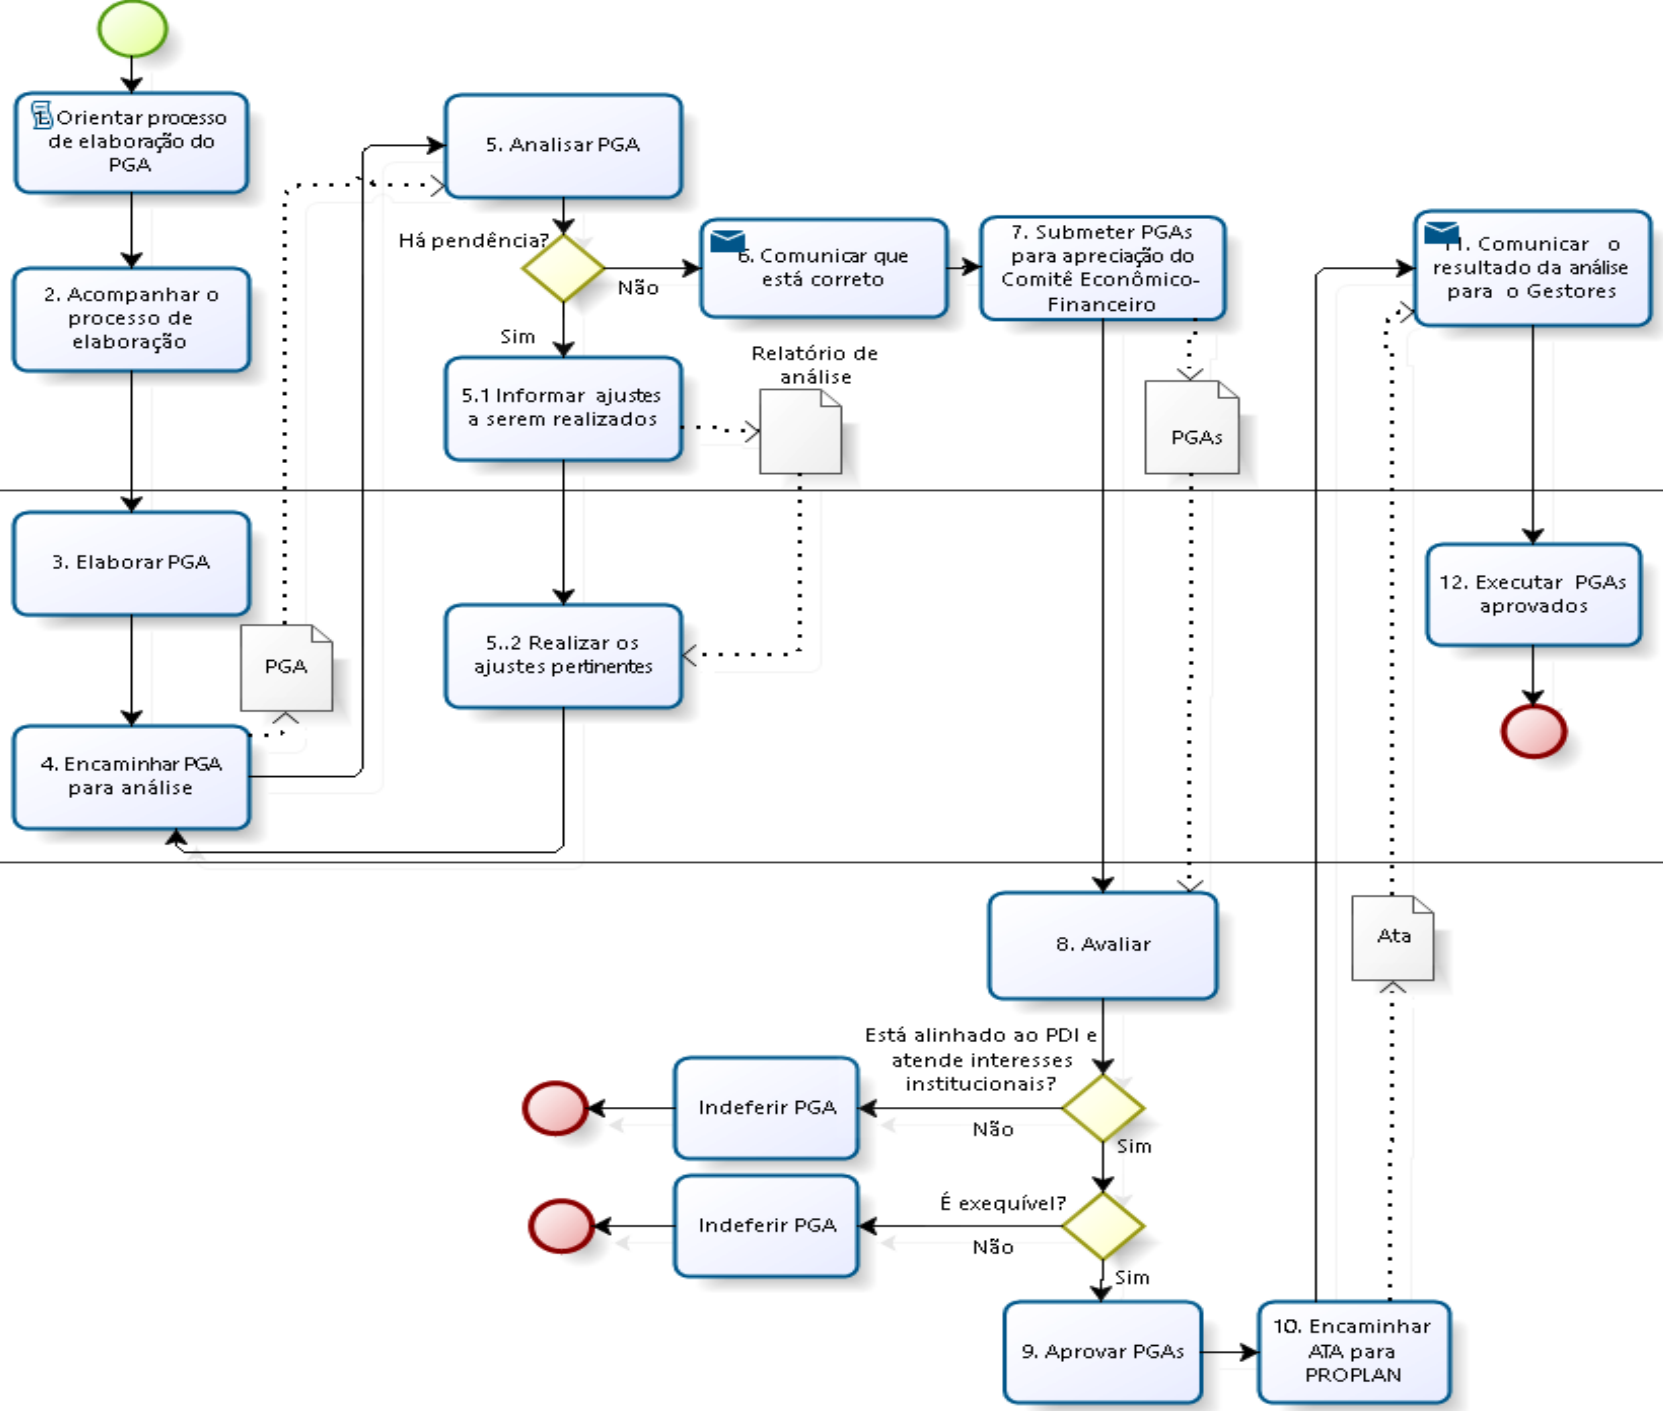 1. Orientar processo
de elaboração do
PGA
2. Acompanhar o
processo de
elaboração
3. Elaborar PGA
PGA
4. Encaminhar PGA
para análise
5. Analisar PGA
Há pendência?
Não
Sim
5.1 Informar ajustes
a serem realizados
Relatório de
análise
5..2 Realizar os
ajustes pertinentes
6. Comunicar que
está correto
7. Submeter PGAs
para apreciação do
Comitê Econômico-
Financeiro
PGAs
8. Avaliar
Está alinhado ao PDI e
atende interesses
institucionais?
Não
Sim
Indeferir PGA
É exequível?
Não
Sim
Indeferir PGA
9. Aprovar PGAs
10. Encaminhar
ATA para
PROPLAN
Ata
11. Comunicar o
resultado da análise
para o Gestores
12. Executar PGAs
aprovados